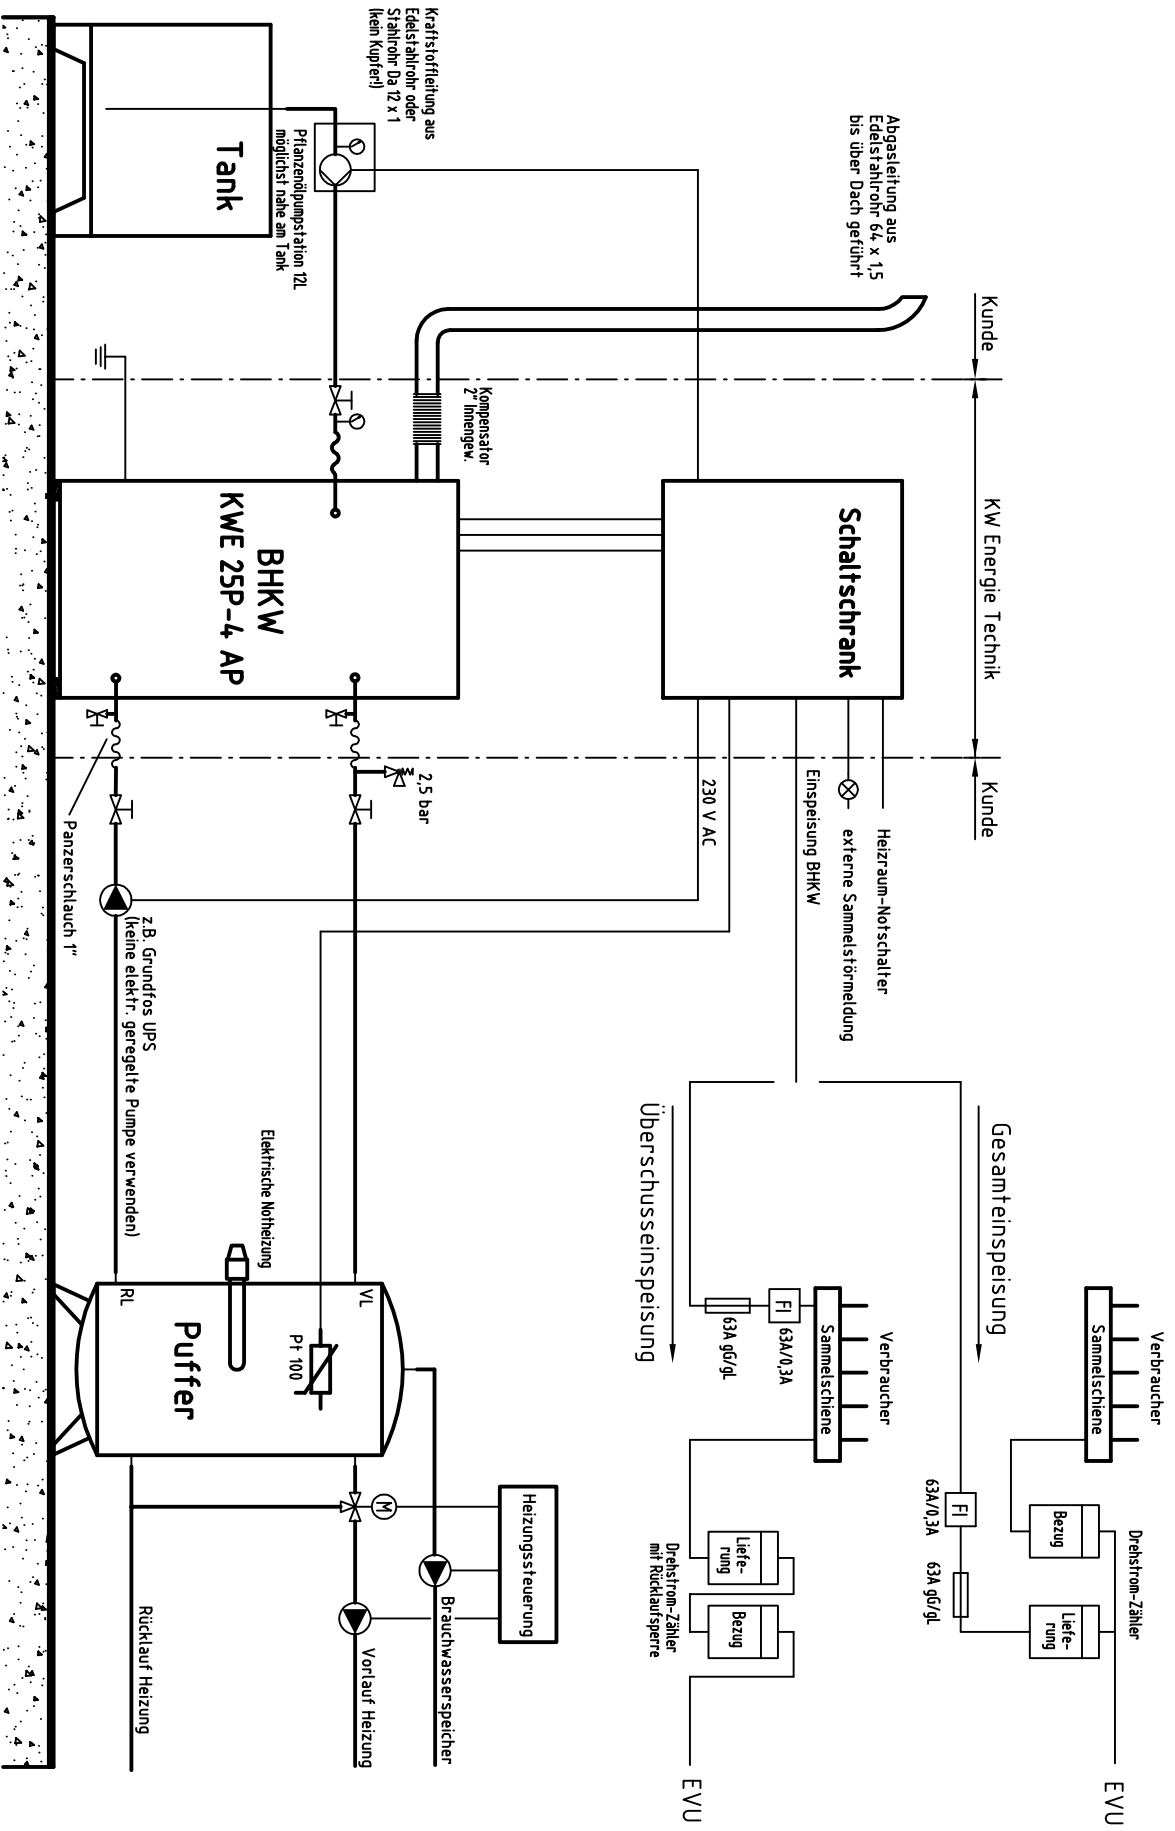 Kunde
KW Energie Technik
Kunde
Abgasleitung aus
Edelstahlrohr 64 x 1,5
bis über Dach geführt
Kraftstoffleitung aus
Edelstahlrohr oder
Stahlrohr Da 12 x 1
(kein Kupfer!)
Pflanzenölpumpstation 12L
möglichst nahe am Tank
Tank
Kompensator
2" Innengew.
Schaltschrank
BHKW
KWE 25P-4 AP
Heizraum-Notschalter
externe Sammelstörmeldung
Einspeisung BHKW
230 V AC
2,5 bar
Panzerschlauch 1"
z.B. Grundfos UPS
(keine elektr. geregelte Pumpe verwenden)
Gesamteinspeisung
Überschusseinspeisung
Verbraucher
Sammelschiene
Drehstrom-Zähler
Bezug
Liefe-
rung
FI
63A/0,3A
63A gG/gL
EVU
Verbraucher
Sammelschiene
FI
63A/0,3A
63A gG/gL
Liefe-
rung
Bezug
Drehstrom-Zähler
mit Rücklaufsperre
EVU
Elektrische Notheizung
VL
RL
Pt 100
Puffer
Heizungssteuerung
M
Brauchwasserspeicher
Vorlauf Heizung
Rücklauf Heizung